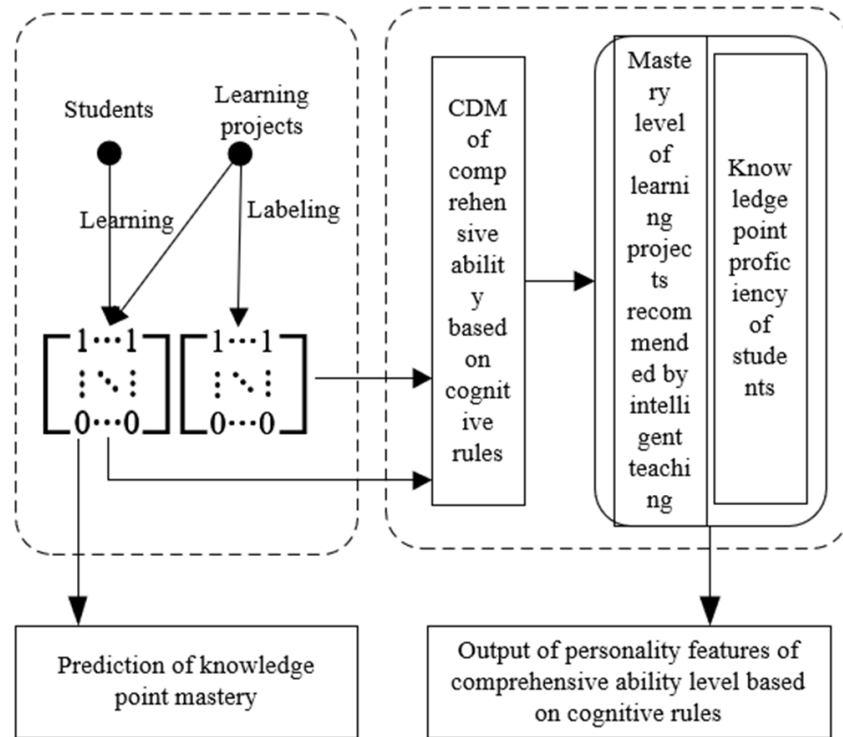 Students
Learning
projects
Learning
Labeling
1···1
0···0
1···1
0···0
CDM
of
comp
rehen
sive
abilit
y
based
on
cognit
ive
rules
Maste
ry
level
of
learni
ng
projec
ts
recom
mend
ed by
intelli
gent
teachi
ng
Know
ledge
point
profic
iency
of
stude
nts
Prediction of knowledge
point mastery
Output of personality features of
comprehensive ability level based
on cognitive rules